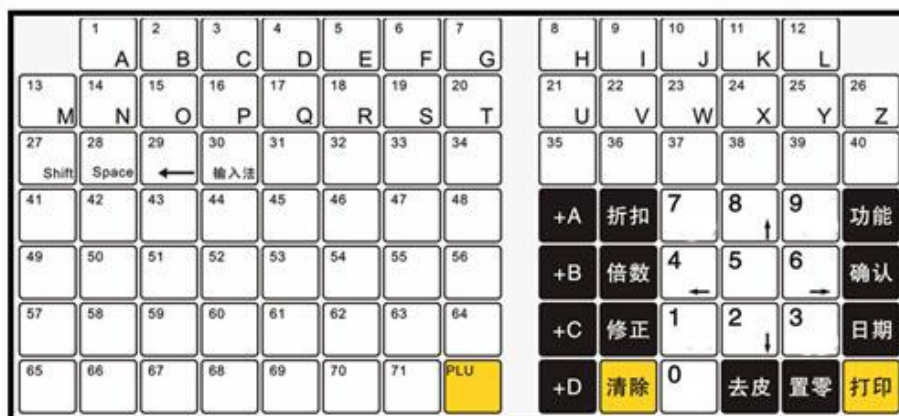 1 A 2 B 3 C 4 D 5 E 6 F 7 G 8 H 9 I 10 J 11 K 12 L
13 M 14 N 15 O 16 P 17 Q 18 R 19 S 20 T 21 U 22 V 23 W 24 X 25 Y 26 Z
27 Shift 28 Space 29 ← 30 输入法 31 32 33 34 35 36 37 38 39 40
41 42 43 44 45 46 47 48 +A 折扣 7 8 ↑ 9 功能
49 50 51 52 53 54 55 56 +B 倍数 4 ← 5 6 → 确认
57 58 59 60 61 62 63 64 +C 修正 1 2 ↓ 3 日期
65 66 67 68 69 70 71 PLU +D 清除 0 去皮 置零 打印